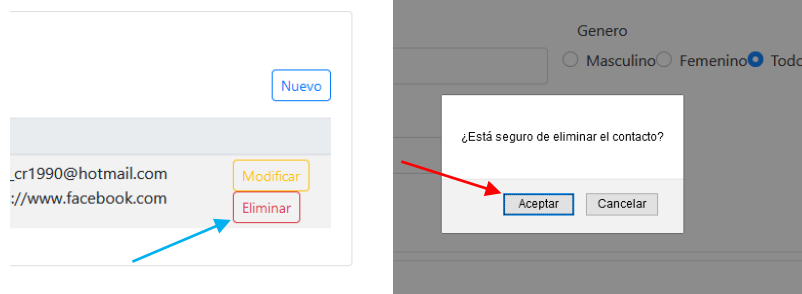 Nuevo
_cr1990@hotmail.com
Modificar
://www.facebook.com
Eliminar
Genero
Masculino Femenino Todo
¿Está seguro de eliminar el contacto?
Aceptar Cancelar